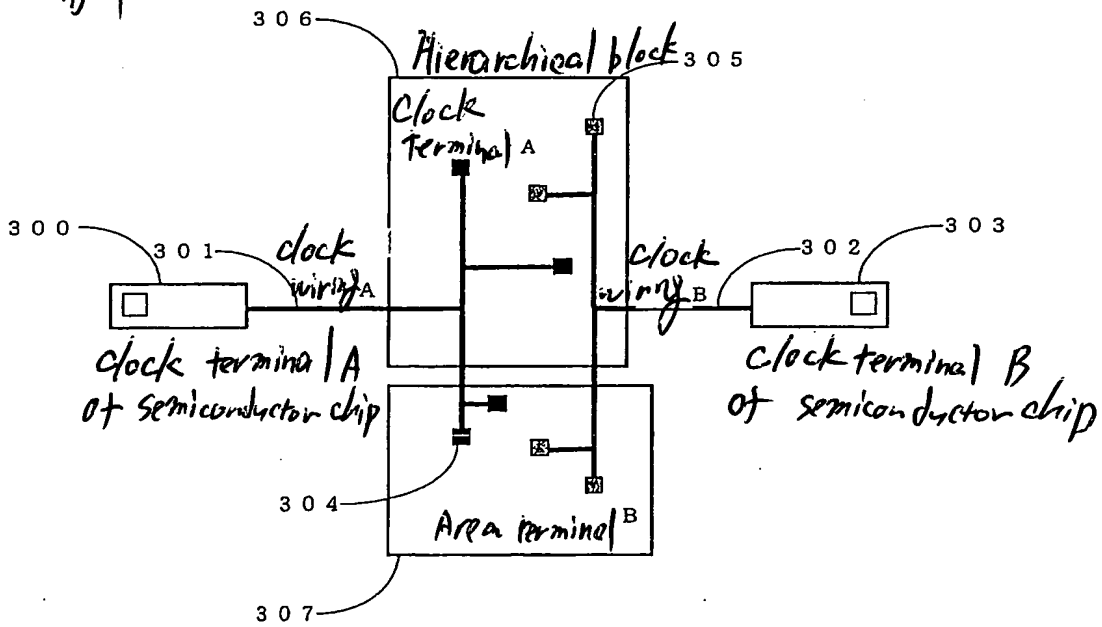 306
Hierarchical block
305
Clock
terminal A
300
301
clock
wiring A
clock
wiring B
302
303
clock terminal A
of semiconductor chip
clock terminal B
of semiconductor chip
304
Area terminal B
307